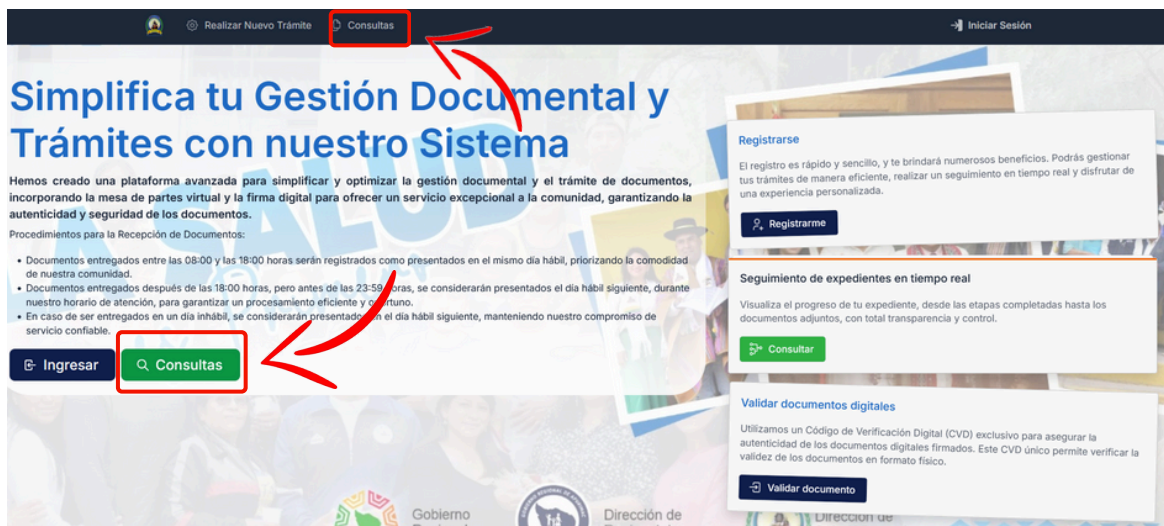 Realizar Nuevo Trámite
Consultas
Iniciar Sesión
Simplifica tu Gestión Documental y
Trámites con nuestro Sistema
Hemos creado una plataforma avanzada para simplificar y optimizar la gestión documental y el trámite de documentos,
incorporando la mesa de partes virtual y la firma digital para ofrecer un servicio excepcional a la comunidad, garantizando la
autenticidad y seguridad de los documentos.
Procedimientos para la Recepción de Documentos:
• Documentos entregados entre las 08:00 y las 18:00 horas serán registrados como presentados en el mismo día hábil, priorizando la comodidad
de nuestra comunidad.
• Documentos entregados después de las 18:00 horas, pero antes de las 23:59 horas, se considerarán presentados el día hábil siguiente, durante
nuestro horario de atención, para garantizar un procesamiento eficiente y oportuno.
• En caso de ser entregados en un día inhábil, se considerarán presentados en el día hábil siguiente, manteniendo nuestro compromiso de
servicio confiable.
Ingresar
Consultas
Registrarse
El registro es rápido y sencillo, y te brindará numerosos beneficios. Podrás gestionar
tus trámites de manera eficiente, realizar un seguimiento en tiempo real y disfrutar de
una experiencia personalizada.
Registrarme
Seguimiento de expedientes en tiempo real
Visualiza el progreso de tu expediente, desde las etapas completadas hasta los
documentos adjuntos, con total transparencia y control.
Consultar
Validar documentos digitales
Utilizamos un Código de Verificación Digital (CVD) exclusivo para asegurar la
autenticidad de los documentos digitales firmados. Este CVD único permite verificar la
validez de los documentos en formato físico.
Validar documento
LA SALUD
Gobierno
Dirección de
Dirección de